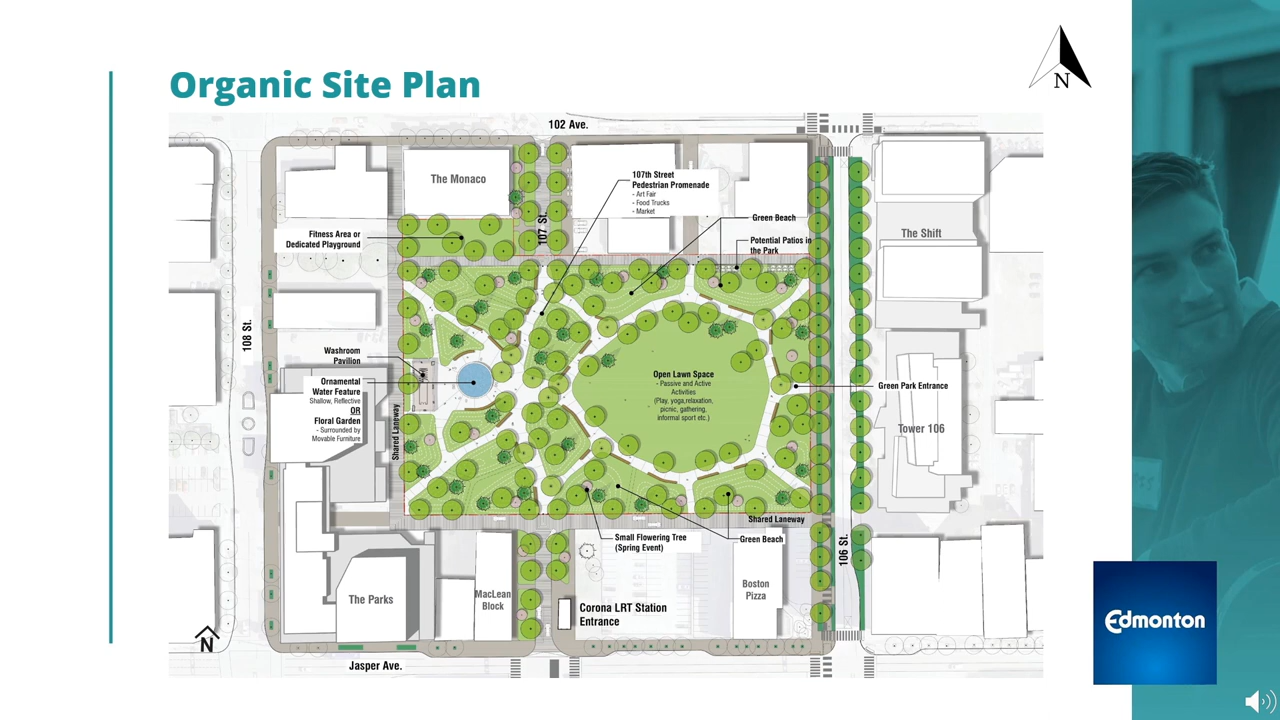 Organic Site Plan
N
102 Ave.
The Monaco
107th Street
Pedestrian Promenade
- Art Fair
- Food Trucks
- Market
107 St.
Green Beach
Fitness Area or
Dedicated Playground
Potential Patios in
the Park
The Shift
108 St.
Washroom
Pavilion
Ornamental
Water Feature
Shallow, Reflective
OR
Floral Garden
- Surrounded by
Movable Furniture
Shared Laneway
Open Lawn Space
- Passive and Active
Activities
(Play, yoga,relaxation,
picnic, gathering,
informal sport etc.)
Green Park Entrance
Tower 106
Shared Laneway
Small Flowering Tree
(Spring Event)
Green Beach
106 St.
The Parks
MacLean
Block
Boston
Pizza
Corona LRT Station
Entrance
N
Jasper Ave.
Edmonton